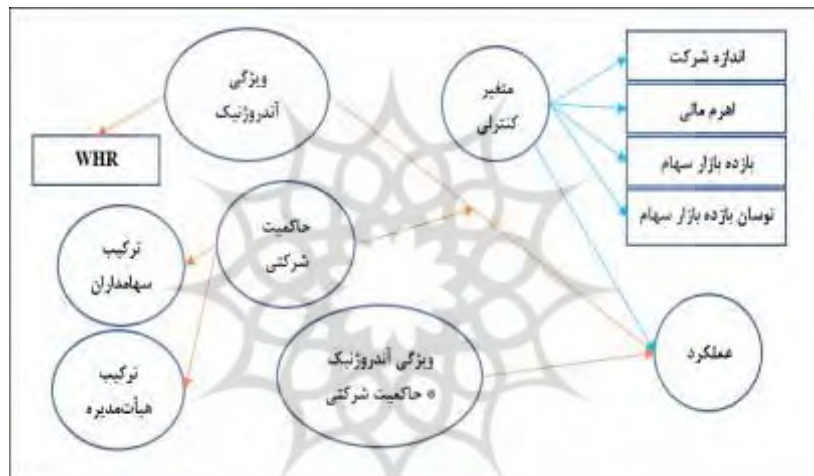 ویژگی
آندروژنیک
متغیر
کنترلی
اندازه شرکت
اهرم مالی
بازده بازار سهام
نوسان بازده بازار سهام
WHR
حاکمیت
شرکتی
ترکیب
سهامداران
ترکیب
هیأت‌مدیره
ویژگی آندروژنیک
* حاکمیت شرکتی
عملکرد